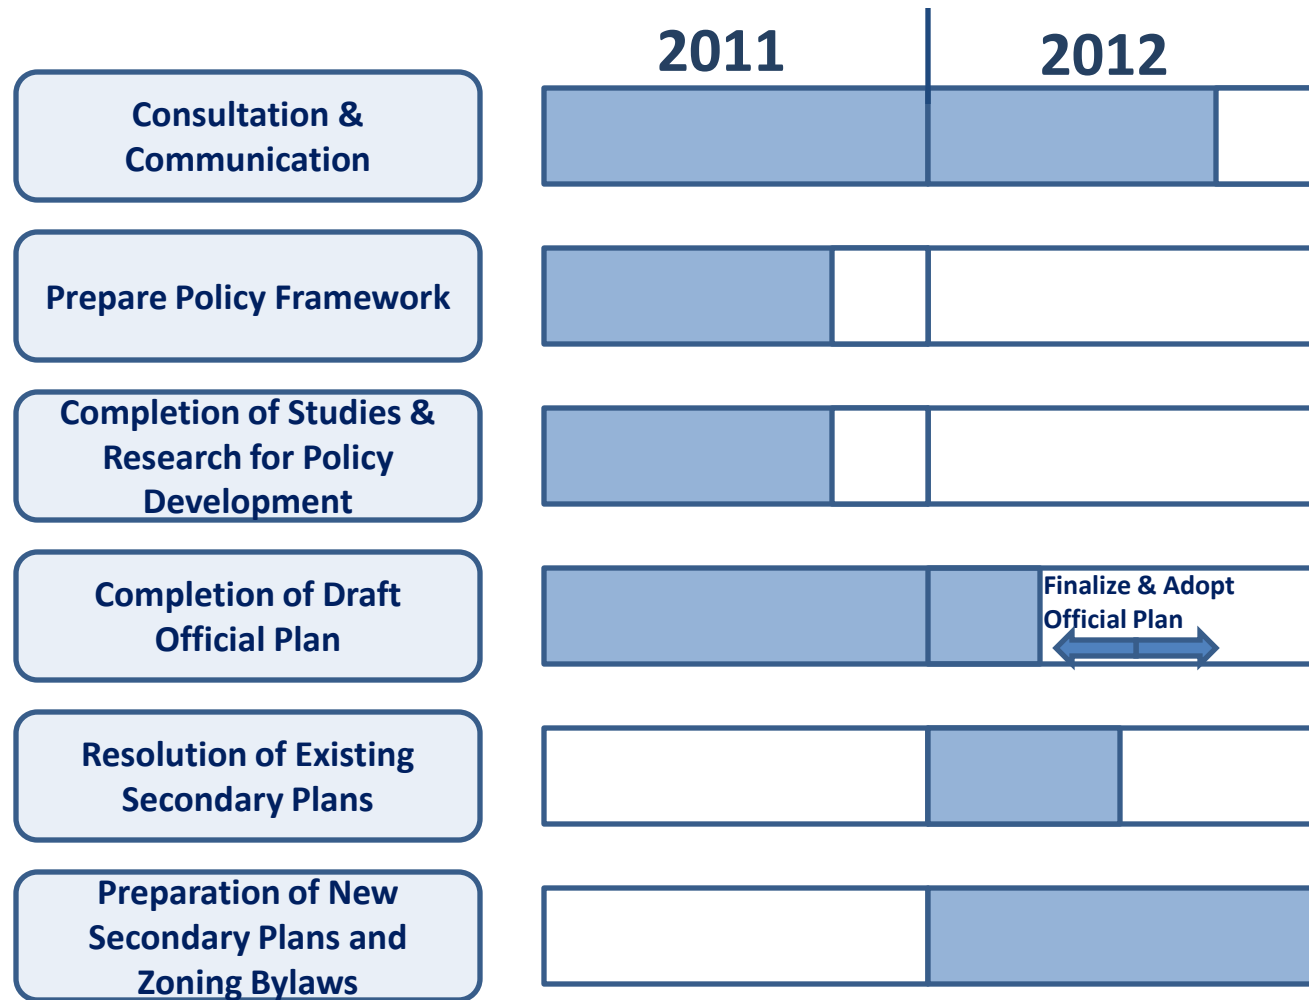 2011
2012
Consultation &
Communication
Prepare Policy Framework
Completion of Studies &
Research for Policy
Development
Completion of Draft
Official Plan
Finalize & Adopt
Official Plan
Resolution of Existing
Secondary Plans
Preparation of New
Secondary Plans and
Zoning Bylaws